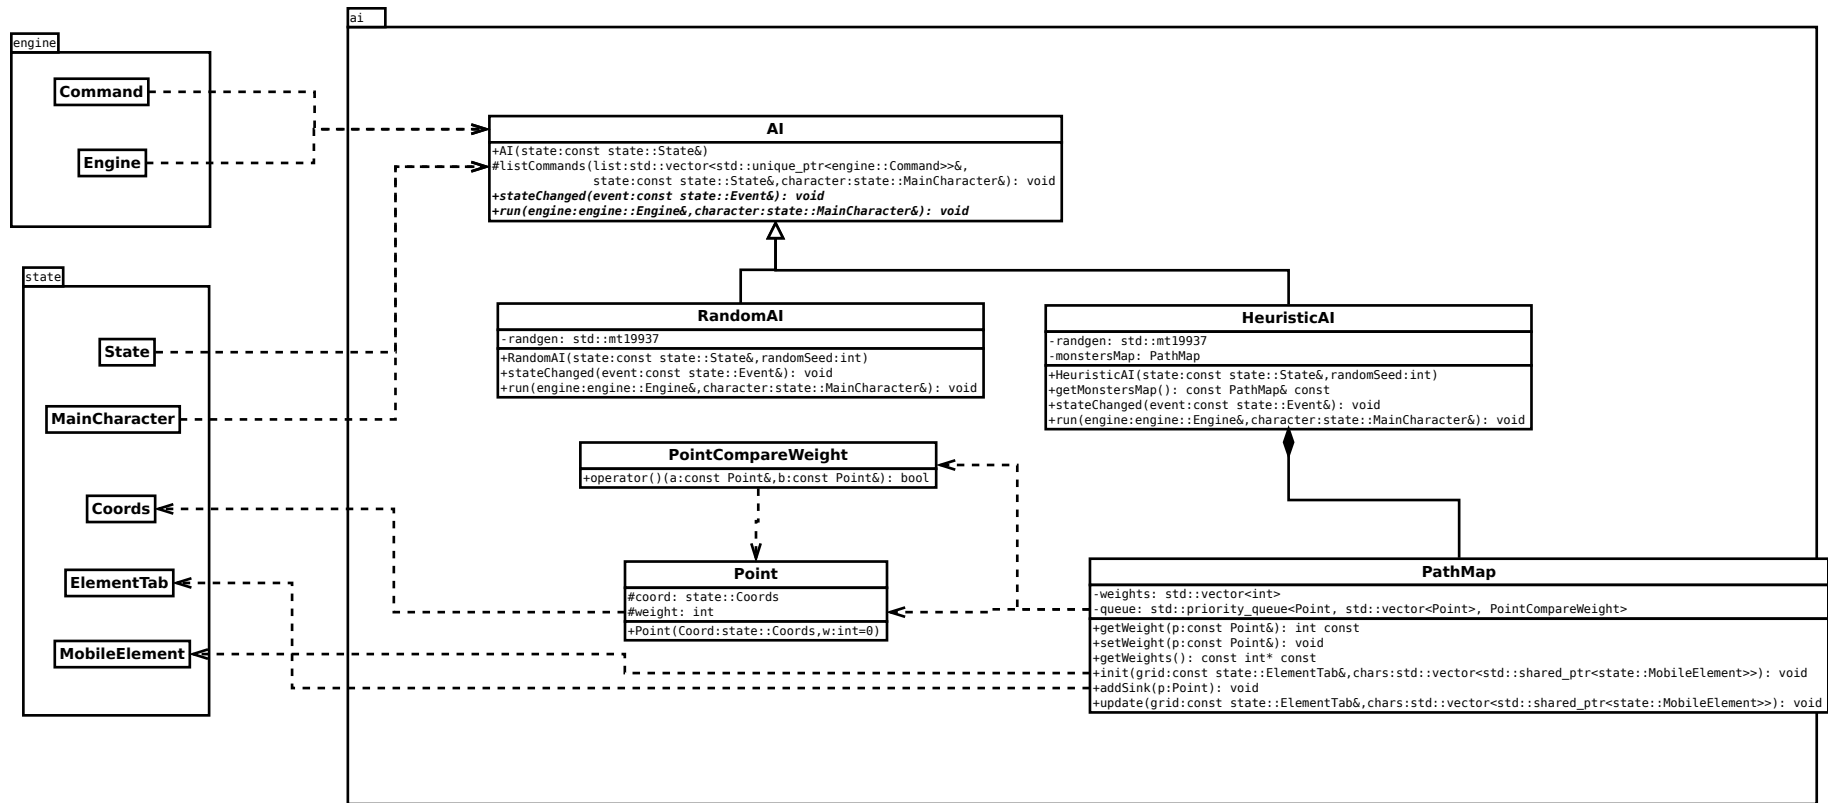 ai
engine
Command
Engine
AI
+AI(state:const state::State&)
#listCommands(list:std::vector<std::unique_ptr<engine::Command>>&,
state:const state::State&,character:state::MainCharacter&): void
+stateChanged(event:const state::Event&): void
+run(engine:engine::Engine&,character:state::MainCharacter&): void
state
State
MainCharacter
Coords
ElementTab
MobileElement
RandomAI
-randgen: std::mt19937
+RandomAI(state:const state::State&,randomSeed:int)
+stateChanged(event:const state::Event&): void
+run(engine:engine::Engine&,character:state::MainCharacter&): void
HeuristicAI
-randgen: std::mt19937
-monstersMap: PathMap
+HeuristicAI(state:const state::State&,randomSeed:int)
+getMonstersMap(): const PathMap& const
+stateChanged(event:const state::Event&): void
+run(engine:engine::Engine&,character:state::MainCharacter&): void
PointCompareWeight
+operator()(a:const Point&,b:const Point&): bool
Point
#coord: state::Coords
#weight: int
+Point(Coord:state::Coords,w:int=0)
PathMap
-weights: std::vector<int>
-queue: std::priority_queue<Point, std::vector<Point>, PointCompareWeight>
+getWeight(p:const Point&): int const
+setWeight(p:const Point&): void
+getWeights(): const int* const
+init(grid:const state::ElementTab&,chars:std::vector<std::shared_ptr<state::MobileElement>>): void
+addSink(p:Point): void
+update(grid:const state::ElementTab&,chars:std::vector<std::shared_ptr<state::MobileElement>>): void